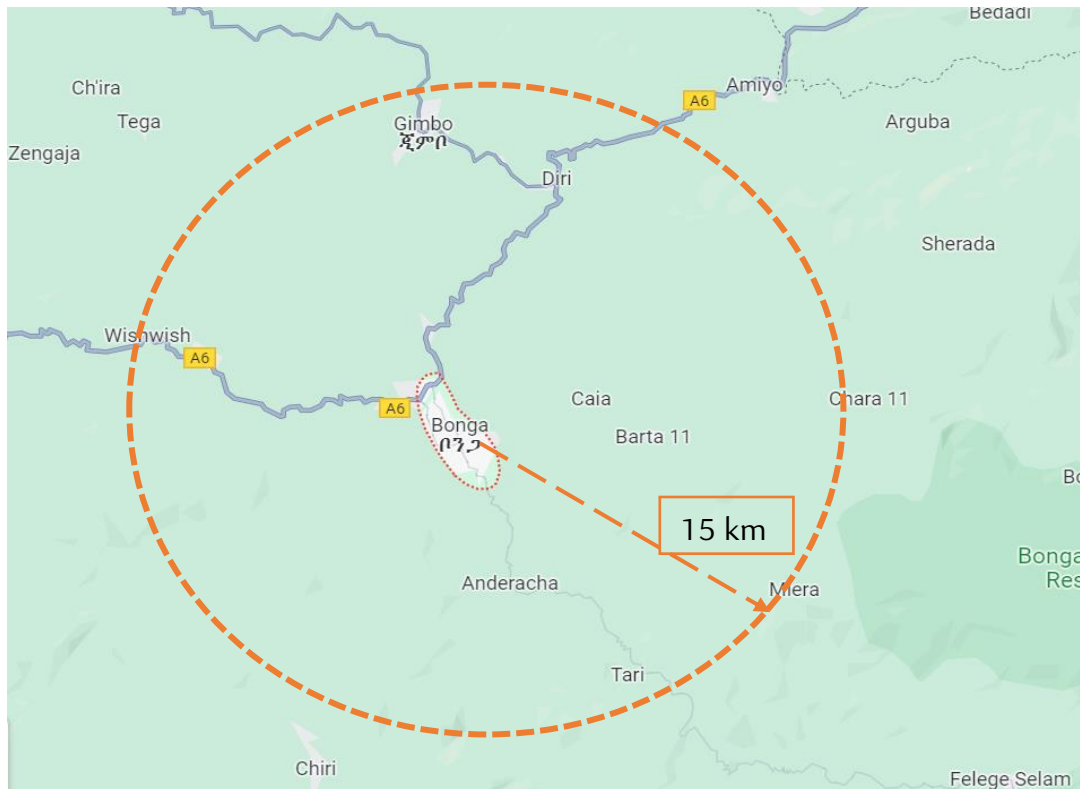 Bedadi
Ch'ira
Amiyo
A6
Tega
Gimbo
ጂምቦ
Arguba
Zengaja
Diri
Sherada
Wishwish
A6
A6
Caia
Chara 11
Bonga
ቦንጋ
Barta 11
Bo
15 km
Bonga
Res
Anderacha
Miera
Tari
Chiri
Felege Selam